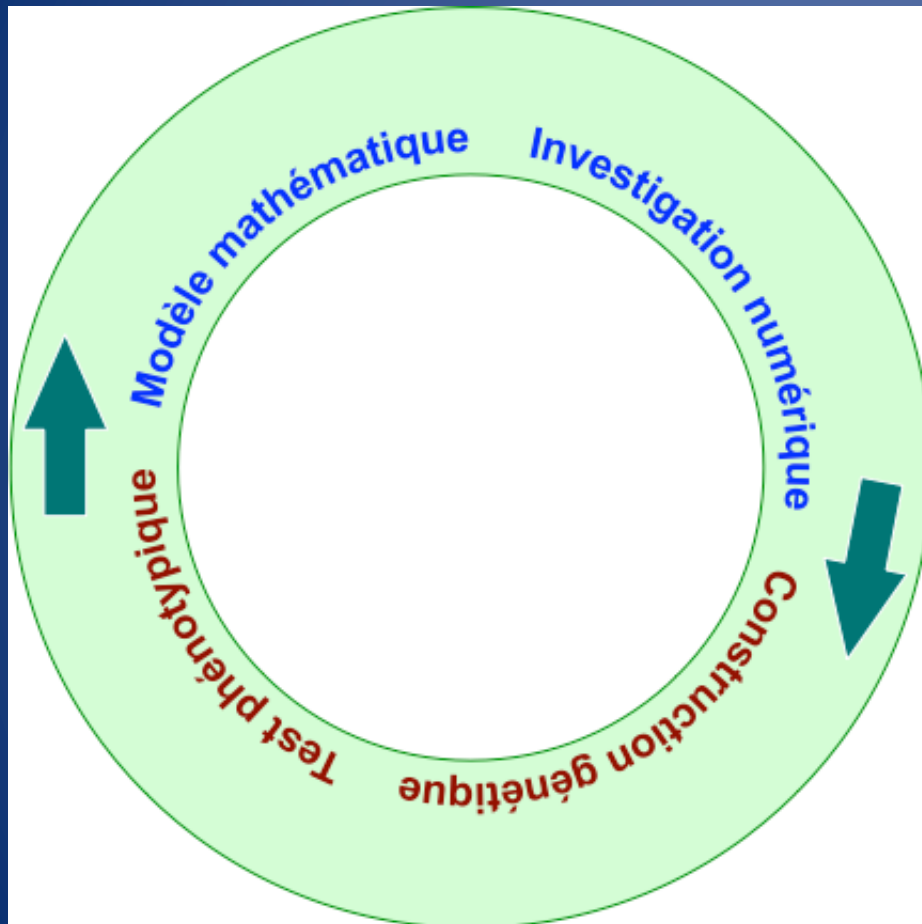 Modèle mathématique
Investigation numérique
Construction génétique
Test phénotypique